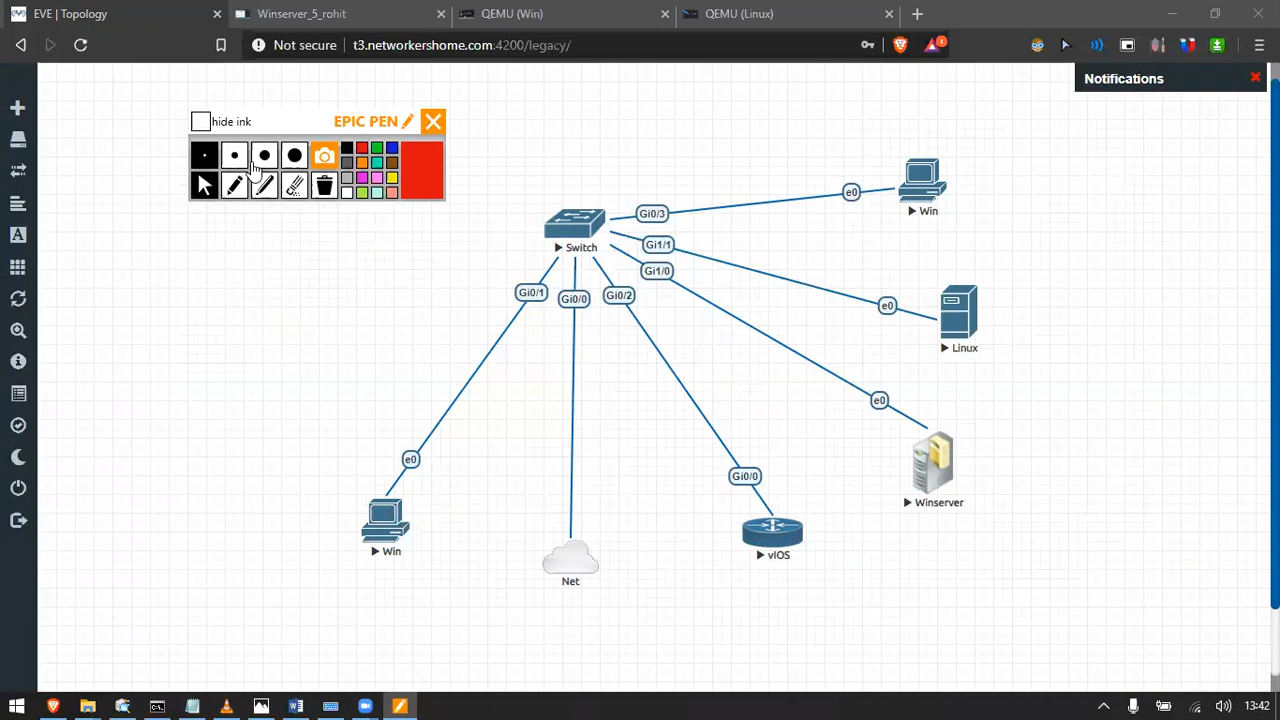 EVE | Topology
Winserver_5_rohit
QEMU (Win)
QEMU (Linux)
Not secure
t3.networkershome.com:4200/legacy/
1
Notifications
hide ink
EPIC PEN
Switch
Gi0/3
Gi1/1
Gi1/0
Gi0/1
Gi0/0
Gi0/2
e0
Win
e0
Linux
e0
Winserver
e0
Win
Net
Gi0/0
vIOS
13:42